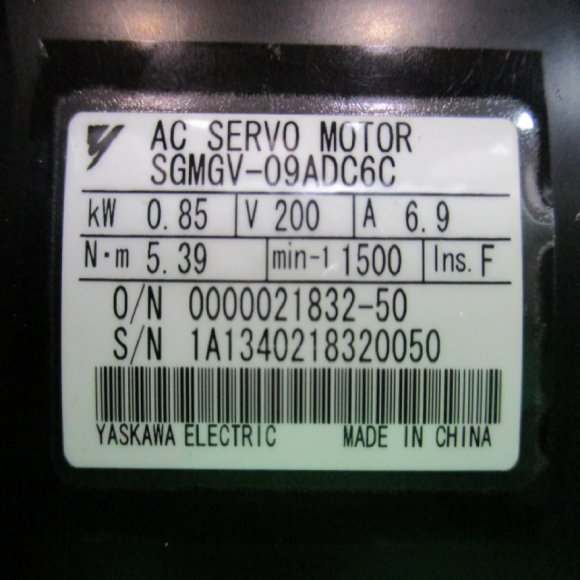 AC SERVO MOTOR
SGMGV-09ADC6C
kW 0.85 V 200 A 6.9
N·m 5.39 min-1 1500 Ins. F
O/N 0000021832-50
S/N 1A1340218320050
YASKAWA ELECTRIC MADE IN CHINA